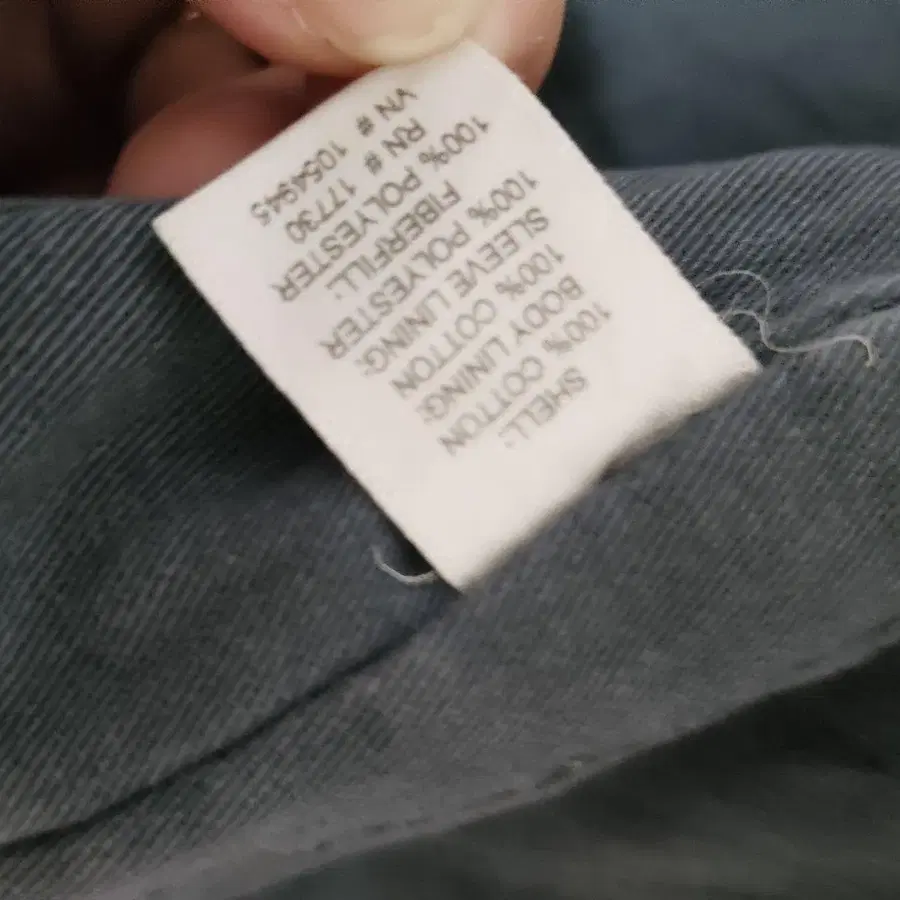 SHELL:
100% COTTON
BODY LINING:
100% COTTON
SLEEVE LINING:
100% POLYESTER
FIBERFILL:
100% POLYESTER
RN # 17730
VN # 1054945